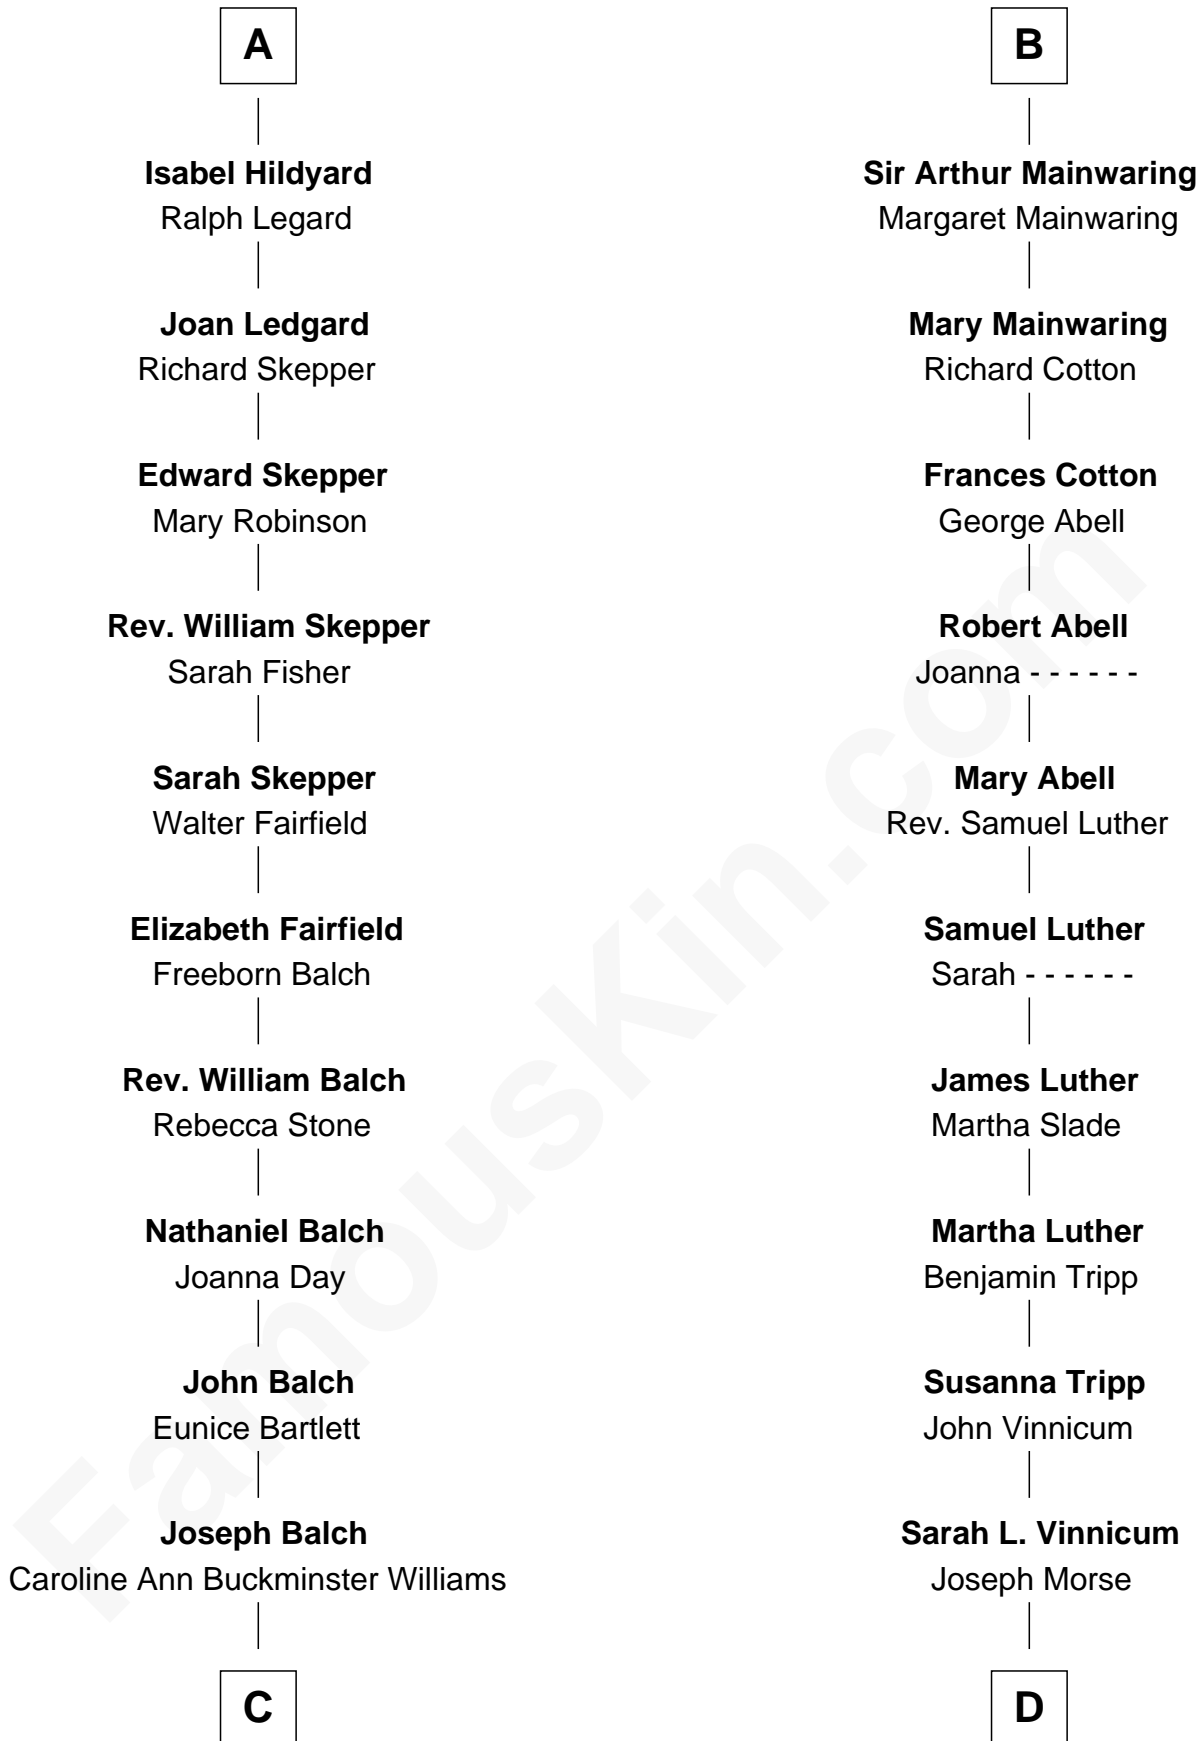 A
Isabel Hildyard
Ralph Legard
Joan Ledgard
Richard Skepper
Edward Skepper
Mary Robinson
Rev. William Skepper
Sarah Fisher
Sarah Skepper
Walter Fairfield
Elizabeth Fairfield
Freeborn Balch
Rev. William Balch
Rebecca Stone
Nathaniel Balch
Joanna Day
John Balch
Eunice Bartlett
Joseph Balch
Caroline Ann Buckminster Williams
C
B
Sir Arthur Mainwaring
Margaret Mainwaring
Mary Mainwaring
Richard Cotton
Frances Cotton
George Abell
Robert Abell
Joanna - - - - - -
Mary Abell
Rev. Samuel Luther
Samuel Luther
Sarah - - - - - -
James Luther
Martha Slade
Martha Luther
Benjamin Tripp
Susanna Tripp
John Vinnicum
Sarah L. Vinnicum
Joseph Morse
D
FamousKin.com